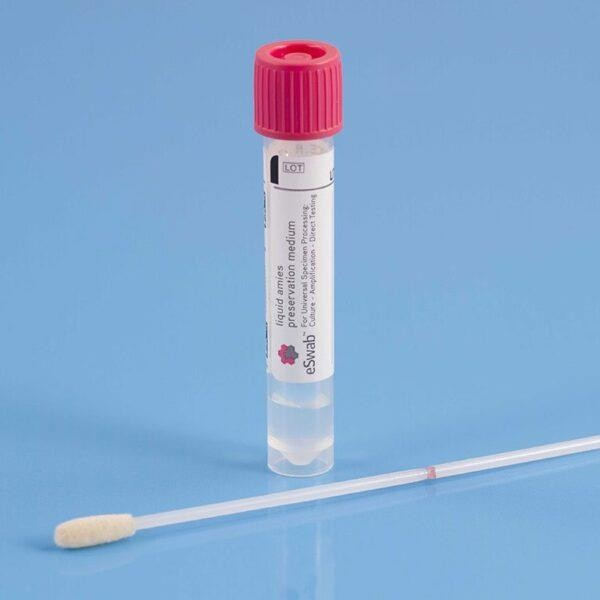 LOT
liquid amies
preservation medium
eSwab™
For Universal Specimen Processing:
Culture - Amplification - Direct Testing